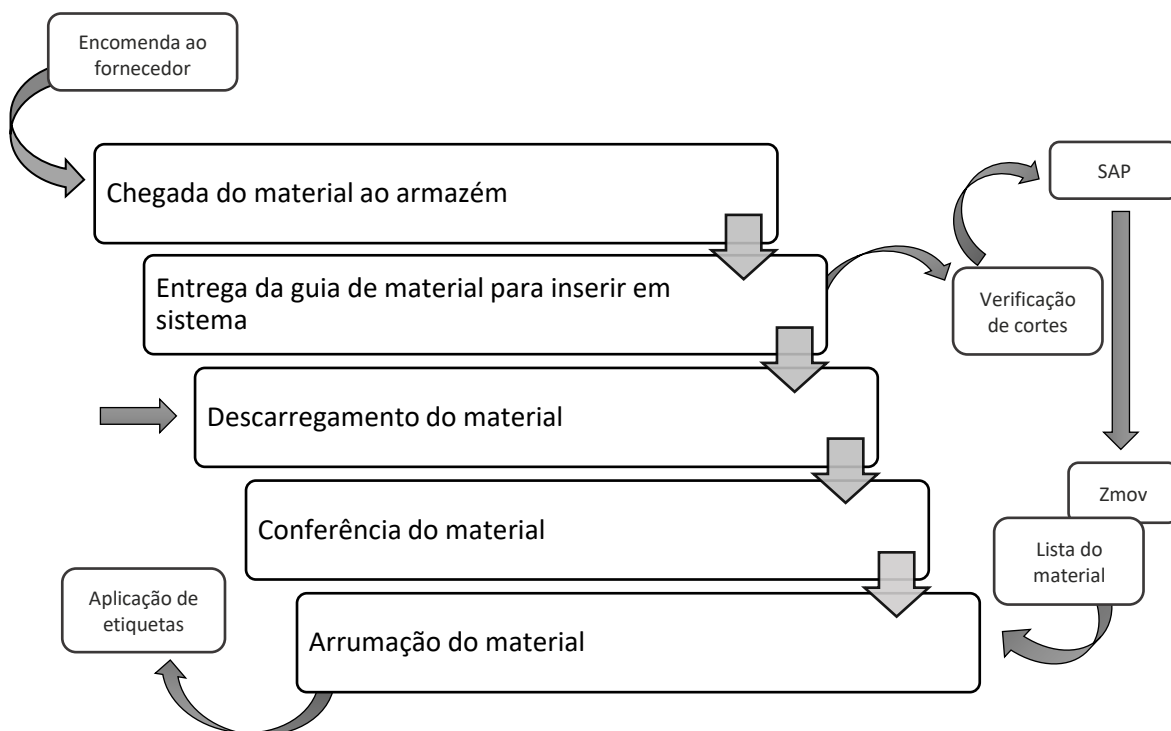 Encomenda ao
fornecedor
Chegada do material ao armazém
SAP
Entrega da guia de material para inserir em
sistema
Verificação
de cortes
Descarregamento do material
Zmov
Conferência do material
Lista do
material
Aplicação de
etiquetas
Arrumação do material